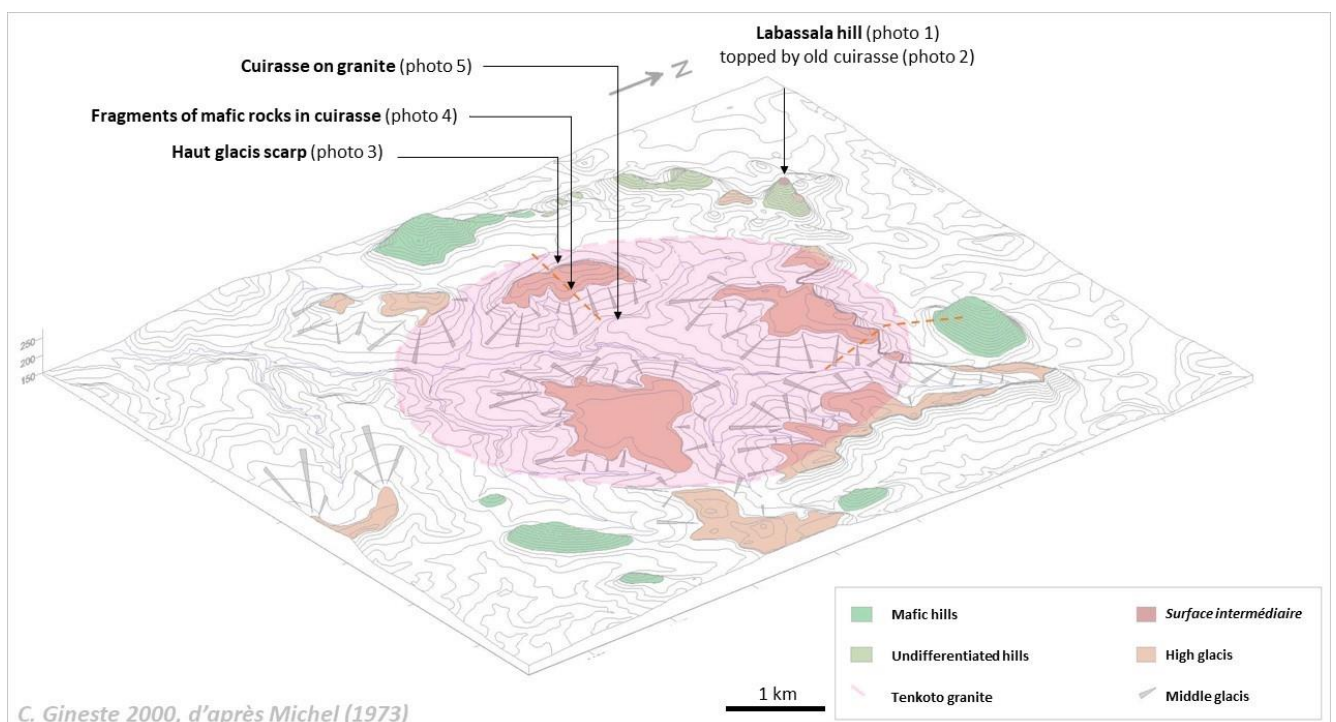 Labassala hill (photo 1)
topped by old cuirasse (photo 2)
Cuirasse on granite (photo 5)
N
Fragments of mafic rocks in cuirasse (photo 4)
Haut glacis scarp (photo 3)
250
200
150
Mafic hills
Surface intermédiaire
Undifferentiated hills
High glacis
Tenkoto granite
Middle glacis
1 km
C. Gineste 2000, d'après Michel (1973)